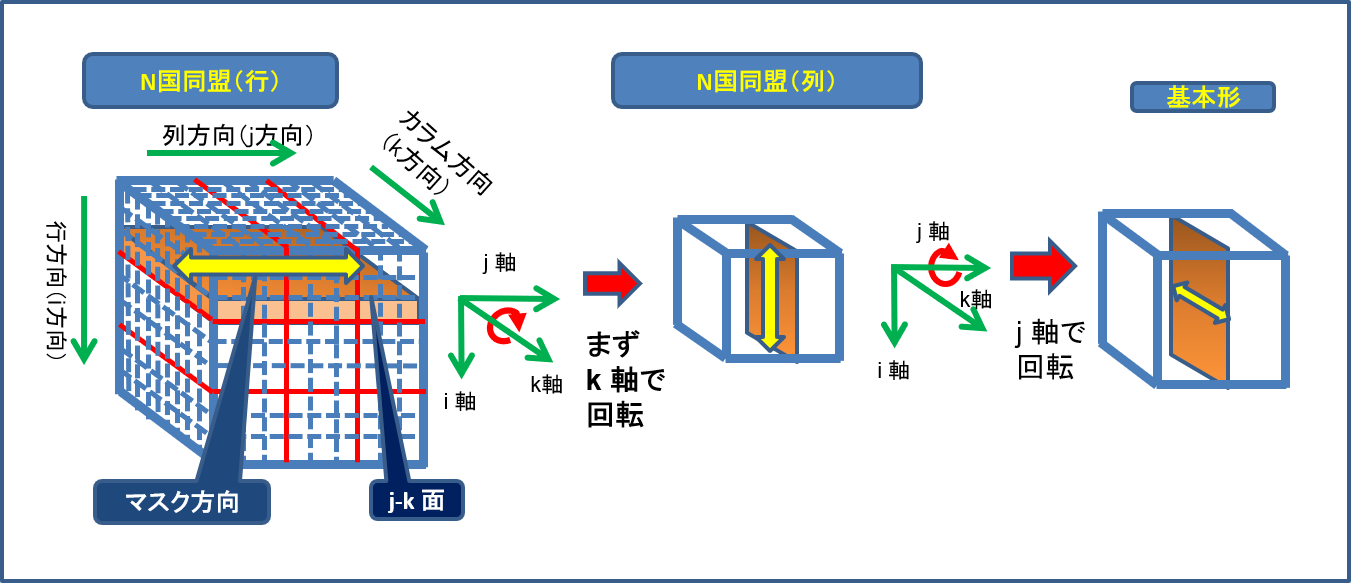 N国同盟(行)
N国同盟(列)
基本形
列方向(j方向)
カラム方向
(k方向)
行方向(i方向)
j 軸
k軸
i 軸
まず
k 軸で
回転
j 軸
k軸
i 軸
j 軸で
回転
マスク方向
j-k 面